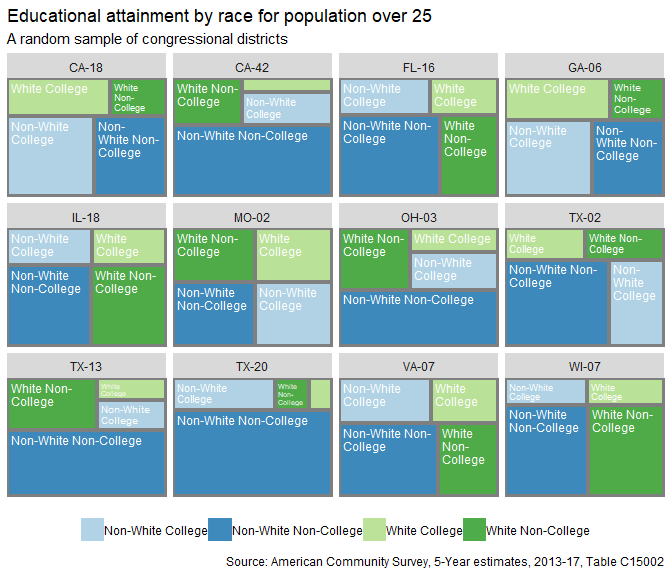 Educational attainment by race for population over 25
A random sample of congressional districts
CA-18
CA-42
FL-16
GA-06
White College
White
Non-
College
Non-White
College
Non-
White Non-
College
White Non-
College
Non-White
College
Non-White Non-College
Non-White
College
White
College
Non-White Non-
College
White
Non-
College
White College
White
Non-
College
Non-White
College
Non-
White Non-
College
IL-18
MO-02
OH-03
TX-02
Non-White
College
White
College
Non-White
Non-College
White Non-
College
White Non-
College
White
College
Non-White
Non-College
Non-White
College
White Non-
College
White College
Non-White
College
Non-White Non-College
White
College
White Non-
College
Non-White Non-
College
Non-
White
College
TX-13
TX-20
VA-07
WI-07
White Non-
College
White
College
Non-White
College
Non-White Non-College
Non-White
College
White
Non-
College
Non-White Non-College
Non-White
College
White
College
Non-White Non-
College
White
Non-
College
Non-White
College
White
College
Non-White
Non-College
White Non-
College
Non-White College Non-White Non-College White College White Non-College
Source: American Community Survey, 5-Year estimates, 2013-17, Table C15002